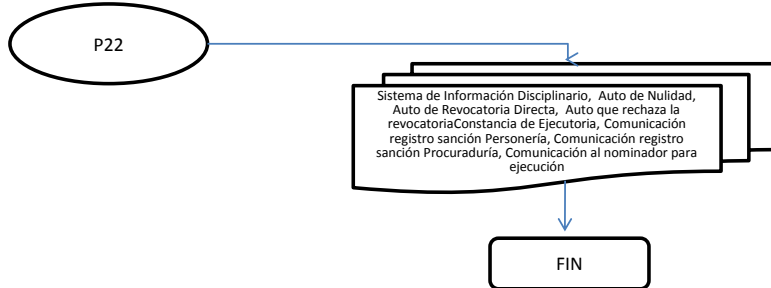 P22
Sistema de Información Disciplinario, Auto de Nulidad,
Auto de Revocatoria Directa, Auto que rechaza la
revocatoriaConstancia de Ejecutoria, Comunicación
registro sanción Personería, Comunicación registro
sanción Procuraduría, Comunicación al nominador para
ejecución
FIN